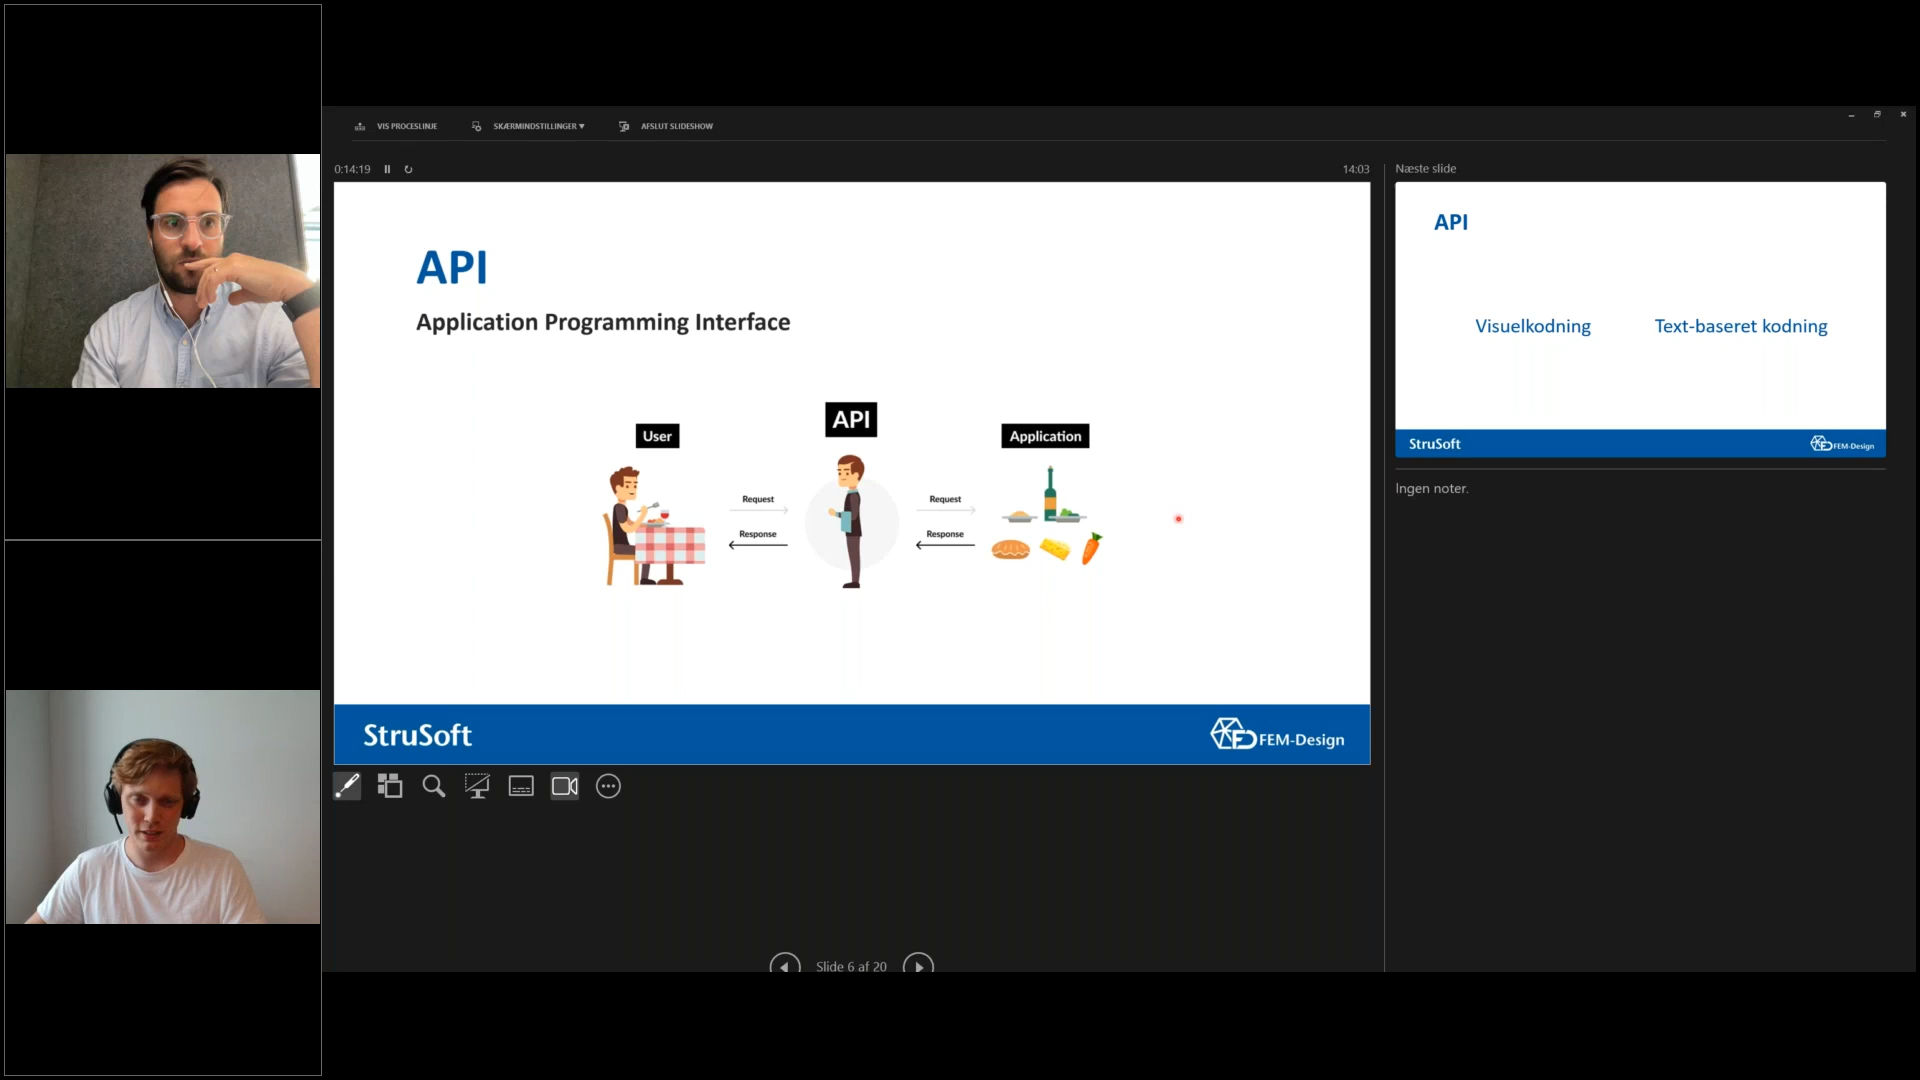 VIS PROCESLINJE
SKÆRMINDSTILLINGER ▼
AFSLUT SLIDESHOW
0:14:19
14:03
Næste slide
API
Application Programming Interface
User
API
Application
Request
Request
Response
Response
StruSoft
FEM-Design
API
Visuelkodning
Text-baseret kodning
StruSoft
FEM-Design
Ingen noter.
Slide 6 af 20